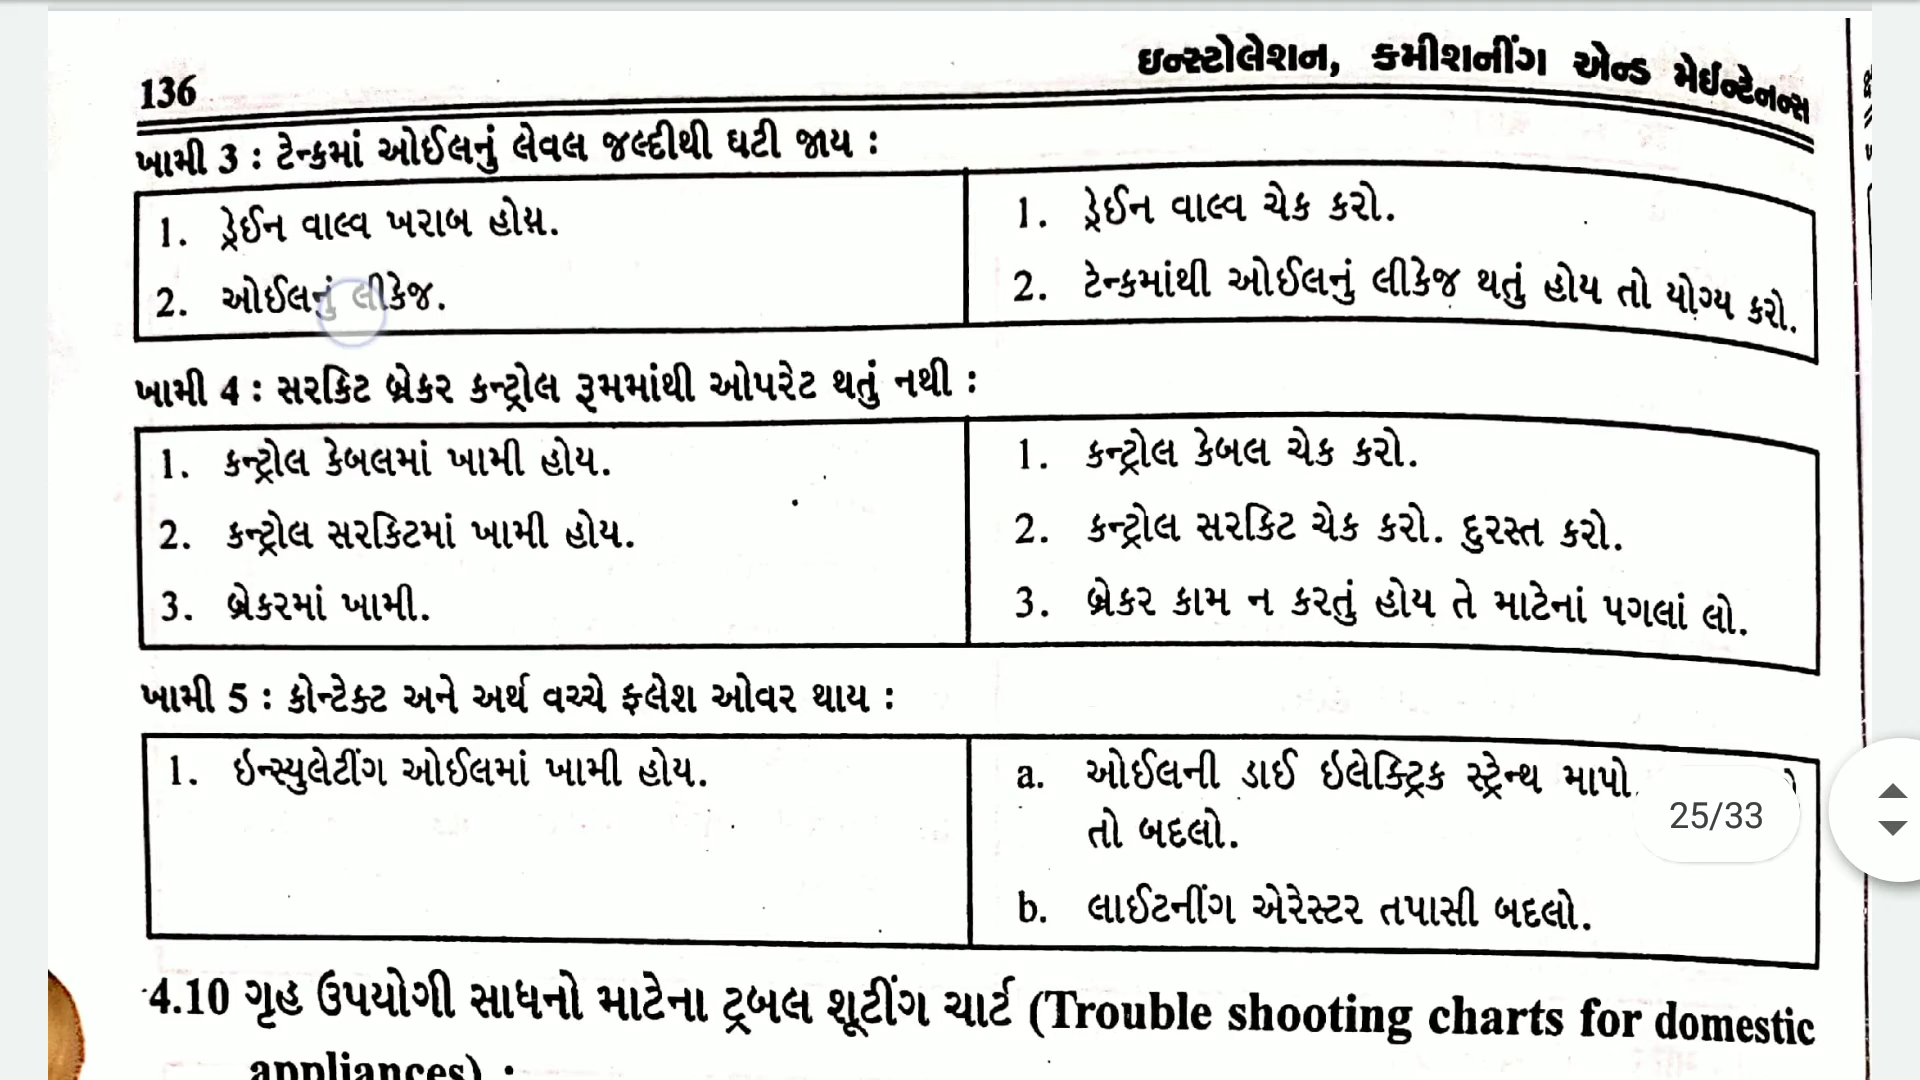 136
ઇન્સ્ટોલેશન, કમીશનીંગ એન્ડ મેઈન્ટેનન્સ
ખામી 3 : ટેન્કમાં ઓઈલનું લેવલ જલ્દીથી ઘટી જાય :
1. ડ્રેઈન વાલ્વ ખરાબ હોય.
2. ઓઈલનું લીકેજ.
1. ડ્રેઈન વાલ્વ ચેક કરો.
2. ટેન્કમાંથી ઓઈલનું લીકેજ થતું હોય તો યોગ્ય કરો.
ખામી 4 : સરકિટ બ્રેકર કન્ટ્રોલ રૂમમાંથી ઓપરેટ થતું નથી :
1. કન્ટ્રોલ કેબલમાં ખામી હોય.
2. કન્ટ્રોલ સરકિટમાં ખામી હોય.
3. બ્રેકરમાં ખામી.
1. કન્ટ્રોલ કેબલ ચેક કરો.
2. કન્ટ્રોલ સરકિટ ચેક કરો. દુરસ્ત કરો.
3. બ્રેકર કામ ન કરતું હોય તે માટેનાં પગલાં લો.
ખામી 5 : કોન્ટેક્ટ અને અર્થ વચ્ચે ફ્લેશ ઓવર થાય :
1. ઇન્સ્યુલેટીંગ ઓઈલમાં ખામી હોય.
a. ઓઈલની ડાઈ ઇલેક્ટ્રિક સ્ટ્રેન્થ માપો.
તો બદલો.
b. લાઈટનીંગ એરેસ્ટર તપાસી બદલો.
25/33
4.10 ગૃહ ઉપયોગી સાધનો માટેના ટ્રબલ શૂટીંગ ચાર્ટ (Trouble shooting charts for domestic
appliances) :